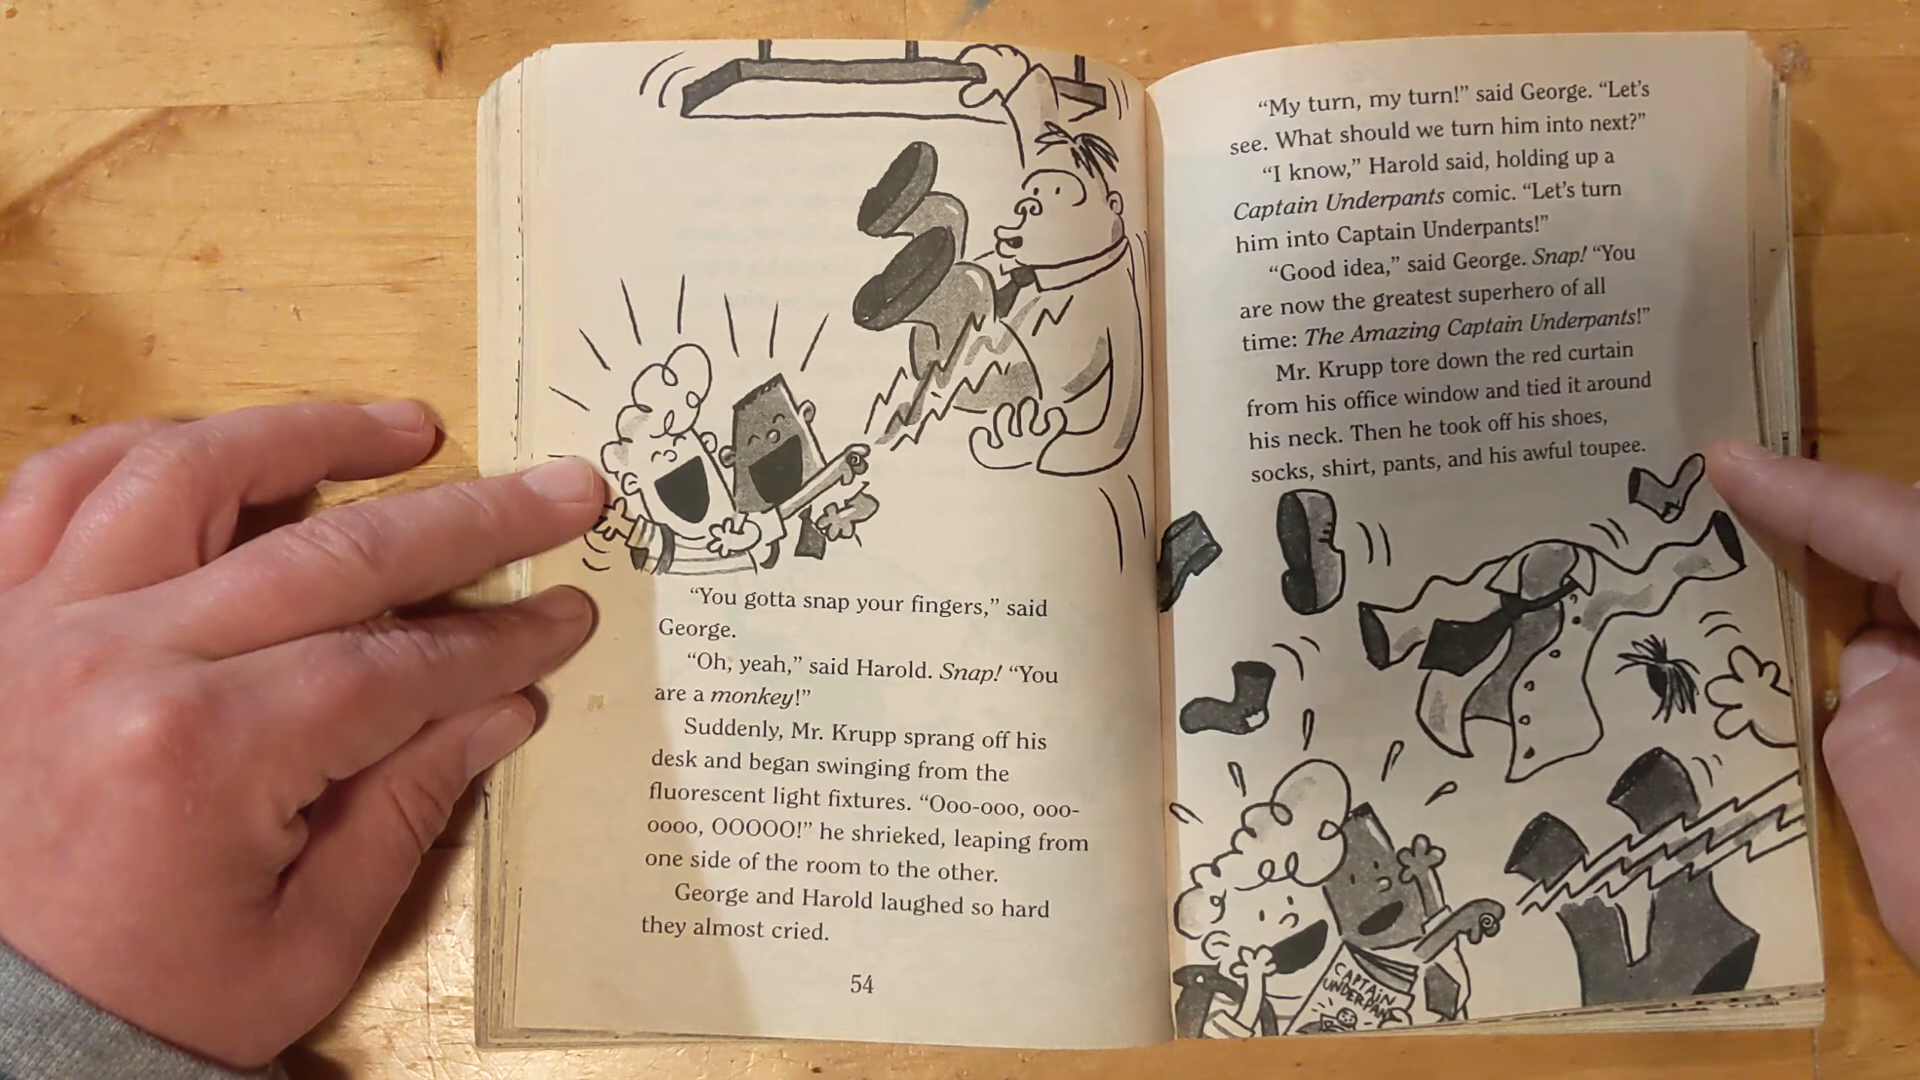 “You gotta snap your fingers,” said
George.
“Oh, yeah,” said Harold. Snap! “You
are a monkey!”
Suddenly, Mr. Krupp sprang off his
desk and began swinging from the
fluorescent light fixtures. “Ooo-ooo, ooo-
oooo, OOOOO!” he shrieked, leaping from
one side of the room to the other.
George and Harold laughed so hard
they almost cried.
54
“My turn, my turn!” said George. “Let’s
see. What should we turn him into next?”
“I know,” Harold said, holding up a
Captain Underpants comic. “Let’s turn
him into Captain Underpants!”
“Good idea,” said George. Snap! “You
are now the greatest superhero of all
time: The Amazing Captain Underpants!”
Mr. Krupp tore down the red curtain
from his office window and tied it around
his neck. Then he took off his shoes,
socks, shirt, pants, and his awful toupee.
CAPTAIN
UNDERPAN